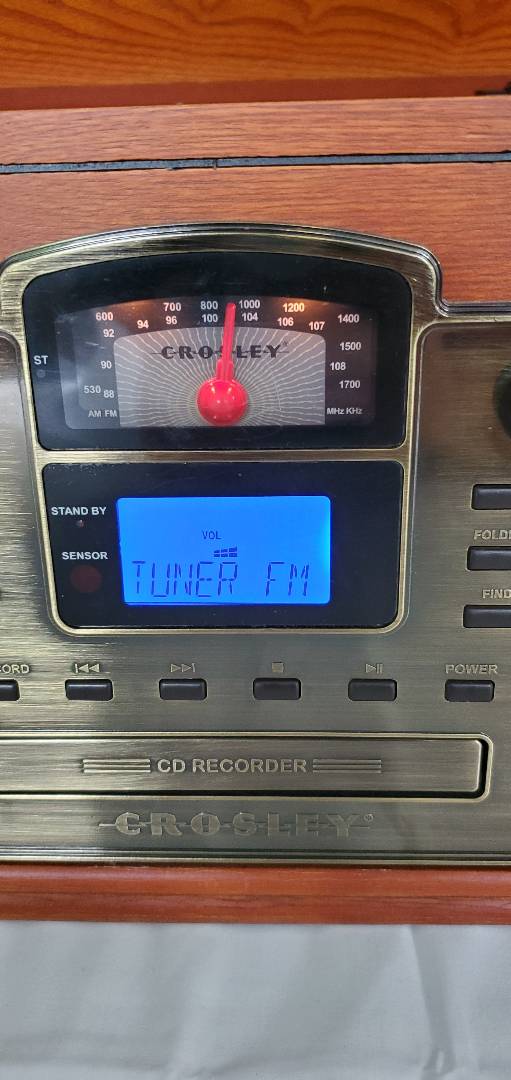 600 700 800 1000 1200 1400
92 94 96 100 104 106 107
CROSLEY®
ST
90 108 1500
530 88 1700
AM FM MHz KHz
STAND BY
VOL
SENSOR
TUNER FM
FOLD
FIND
CORD POWER
CD RECORDER
CROSLEY®